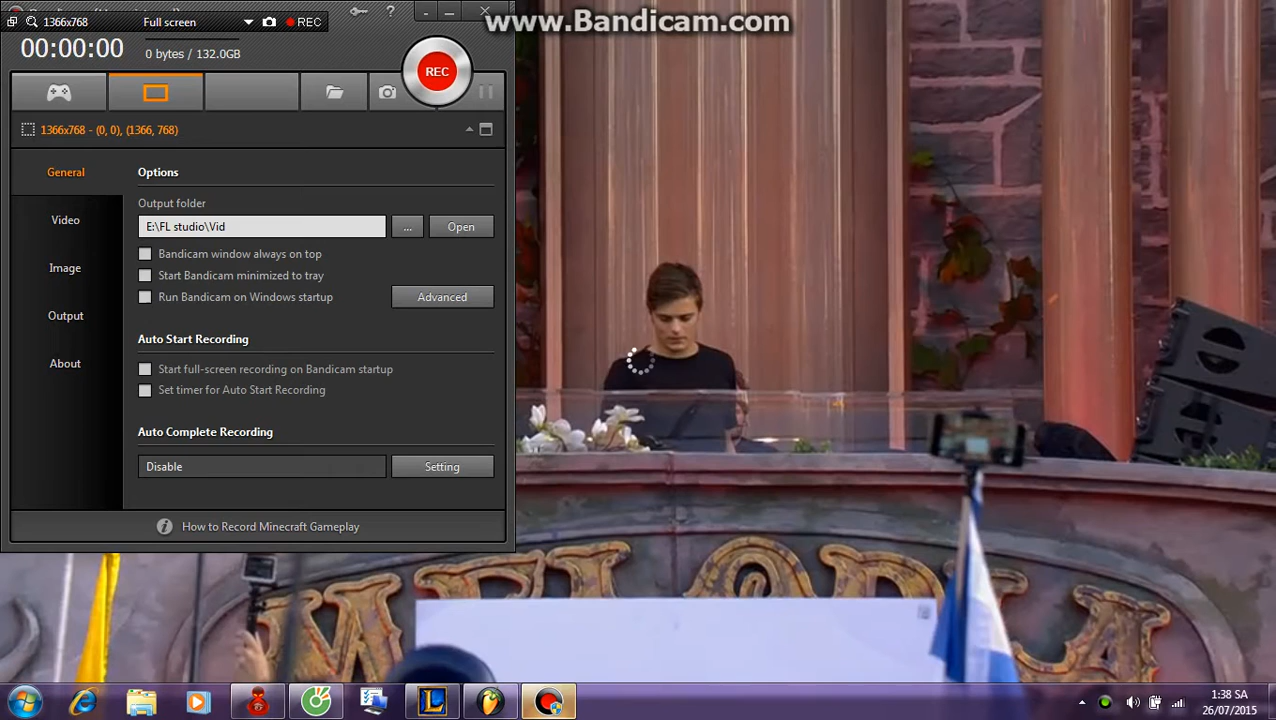 www.Bandicam.com
1366x768
Full screen
REC
00:00:00
0 bytes / 132.0GB
REC
1366x768 - (0, 0), (1366, 768)
General
Video
Image
Output
About
Options
Output folder
E:\FL studio\Vid
...
Open
Bandicam window always on top
Start Bandicam minimized to tray
Run Bandicam on Windows startup
Advanced
Auto Start Recording
Start full-screen recording on Bandicam startup
Set timer for Auto Start Recording
Auto Complete Recording
Disable
Setting
How to Record Minecraft Gameplay
1:38 SA
26/07/2015